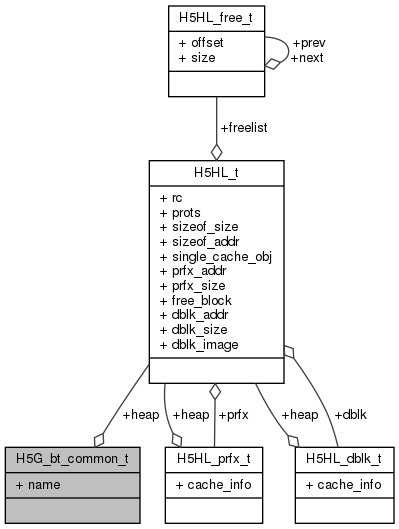 H5HL_free_t
+ offset
+ size
+prev
+next
+freelist
H5HL_t
+ rc
+ prots
+ sizeof_size
+ sizeof_addr
+ single_cache_obj
+ prfx_addr
+ prfx_size
+ free_block
+ dblk_addr
+ dblk_size
+ dblk_image
+heap
+heap
+prfx
+heap
+dblk
H5G_bt_common_t
+ name
H5HL_prfx_t
+ cache_info
H5HL_dblk_t
+ cache_info